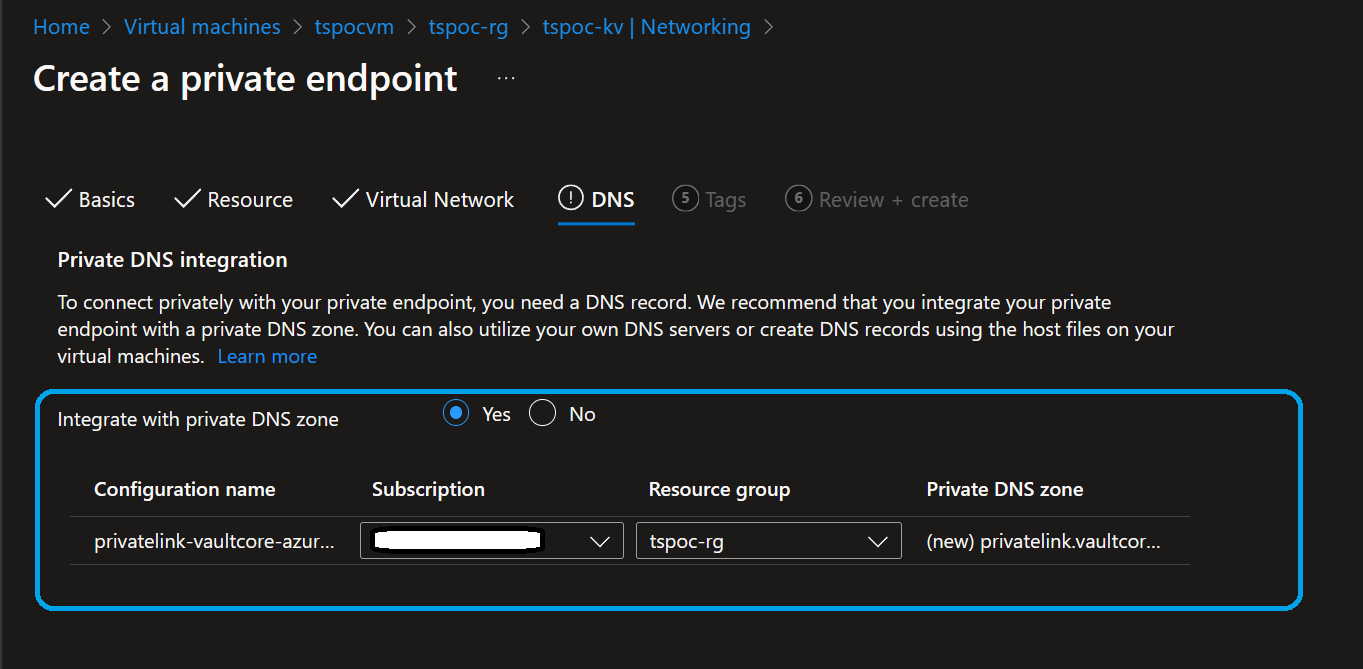 Home > Virtual machines > tspocvm > tspoc-rg > tspoc-kv | Networking >
Create a private endpoint ...
Basics Resource Virtual Network ! DNS 5 Tags 6 Review + create
Private DNS integration
To connect privately with your private endpoint, you need a DNS record. We recommend that you integrate your private
endpoint with a private DNS zone. You can also utilize your own DNS servers or create DNS records using the host files on your
virtual machines. Learn more
Integrate with private DNS zone Yes No
Configuration name Subscription Resource group Private DNS zone
privatelink-vaultcore-azur... tspoc-rg (new) privatelink.vaultcor...